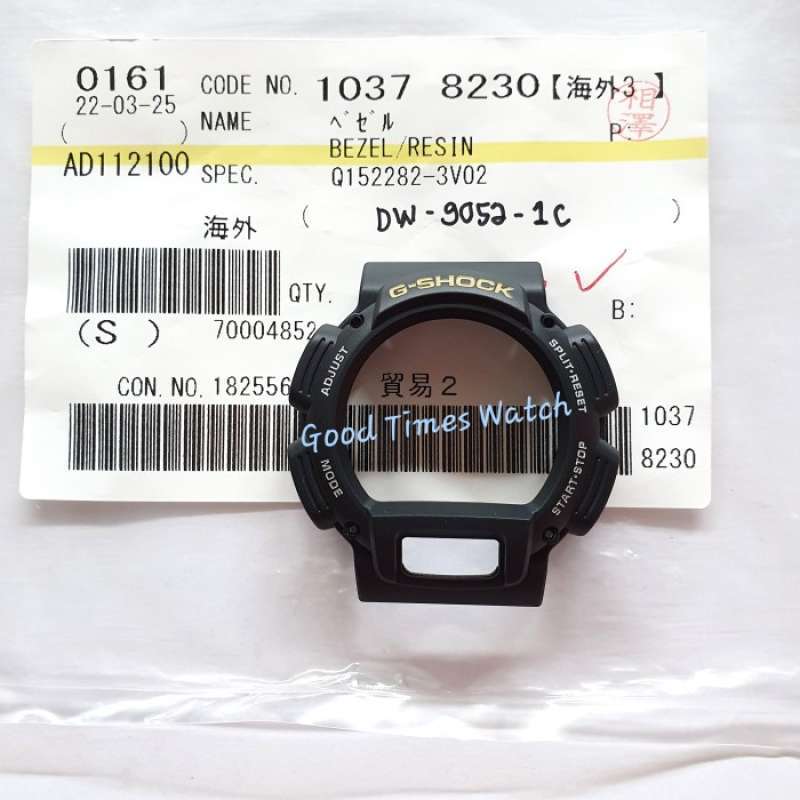 0161 CODE NO. 1037 8230【海外3 】
22-03-25 NAME ベゼル 相澤
( ) BEZEL/RESIN P:
AD112100 SPEC. Q152282-3V02
海外 ( DW-9052-1C )
QTY. B:
(S ) 70004852
CON.NO.182556 貿易2
1037
8230
G-SHOCK
ADJUST
SPLIT•RESET
MODE
START•STOP
Good Times Watch